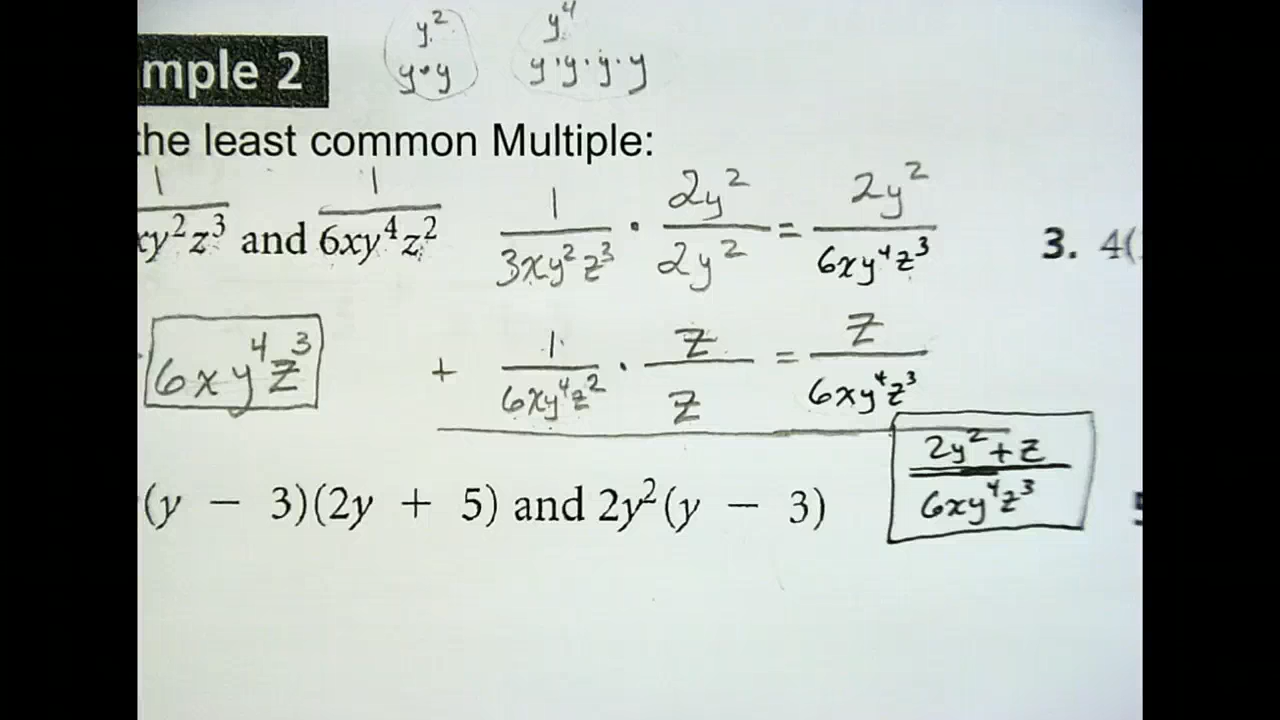 y² y⁴
y·y y·y·y·y
mple 2
the least common Multiple:
1/xy²z³ and 1/6xy⁴z² 1/3xy²z³ · 2y²/2y² = 2y²/6xy⁴z³
3. 4(
6xy⁴z³ + 1/6xy⁴z² · z/z = z/6xy⁴z³
2y²+z/6xy⁴z³
(y − 3)(2y + 5) and 2y²(y − 3)